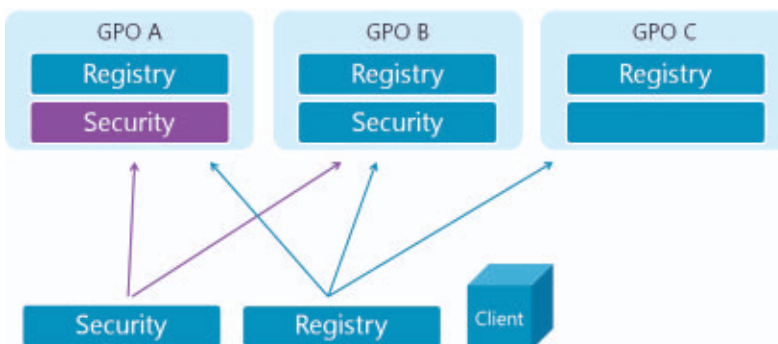 GPO A
GPO B
GPO C
Registry
Registry
Registry
Security
Security
Security
Registry
Client